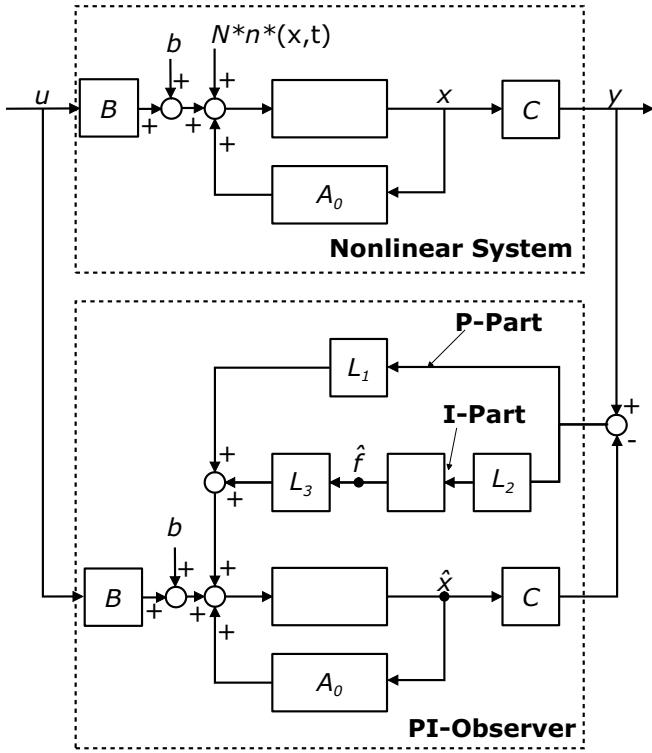 N*n*(x,t)
b
+
+
u
B
+
+
x
C
y
+
A₀
Nonlinear System
P-Part
L₁
+
I-Part
-
f̂
+
+
L₃
L₂
b
+
+
x̂
B
+
+
C
+
A₀
PI-Observer